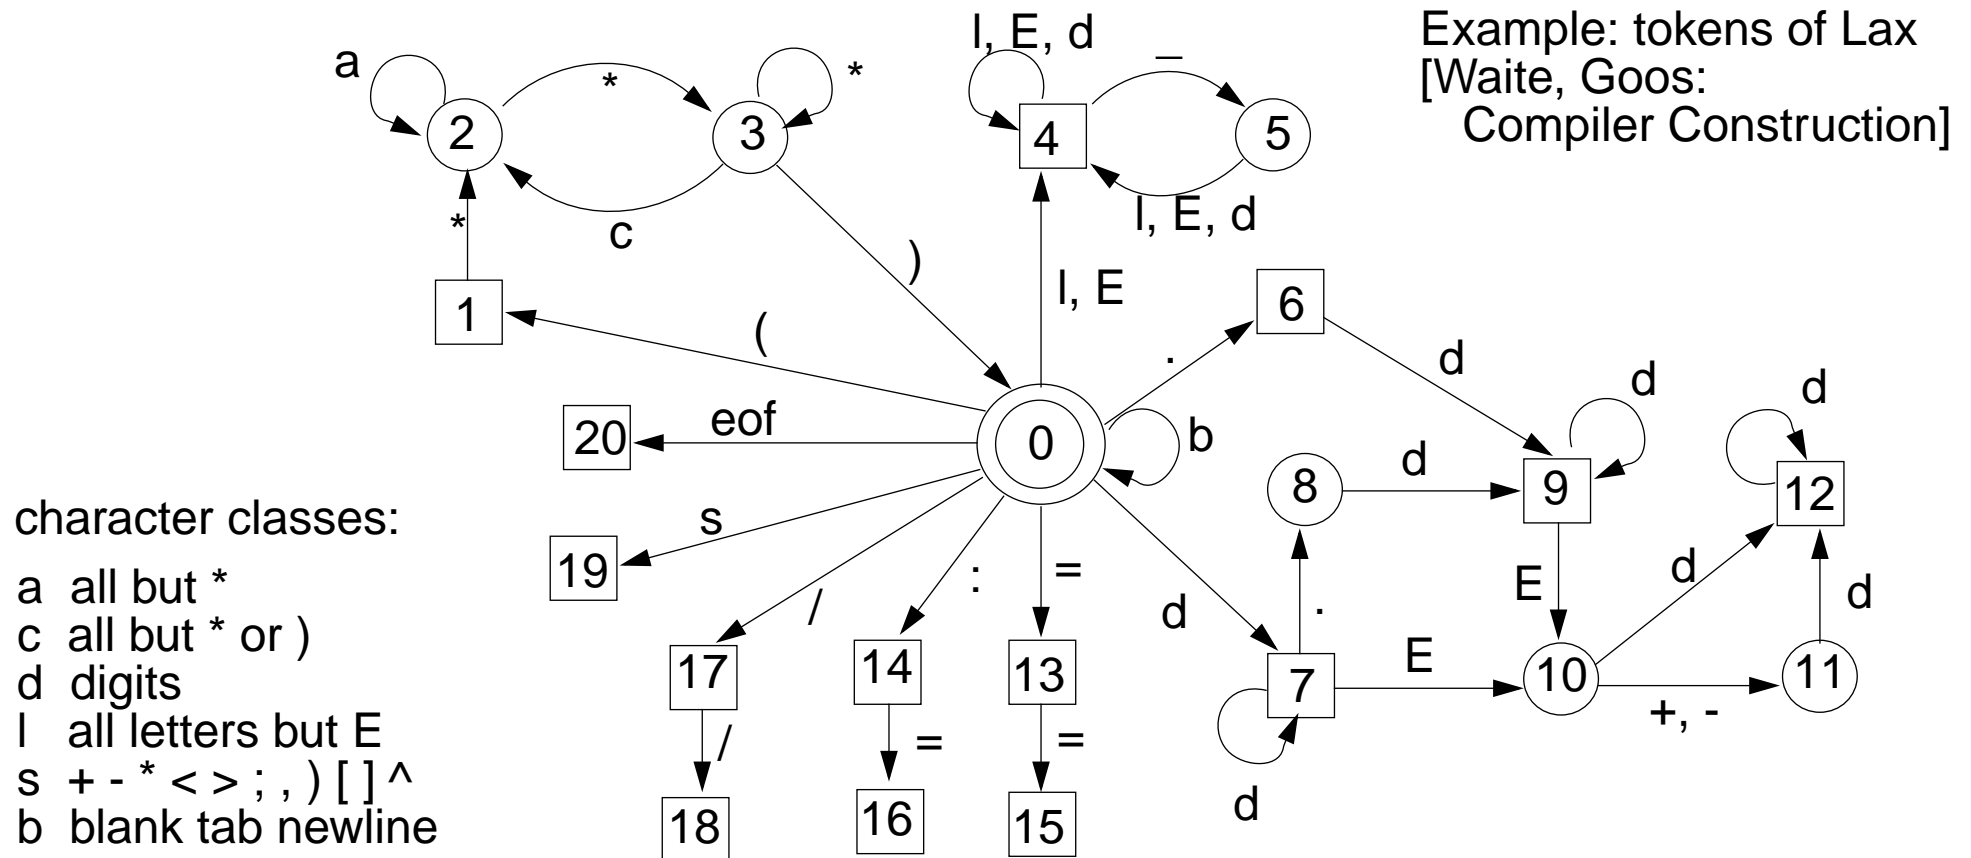 Example: tokens of Lax
[Waite, Goos:
Compiler Construction]
a
*
*
2
3
*
c
)
1
(
l, E, d
_
4
5
l, E, d
l, E
.
6
d
d
d
20
eof
0
b
8
d
9
12
s
19
/
:
=
d
.
E
d
d
17
14
13
7
E
10
11
+, -
/
=
=
d
18
16
15
character classes:
a all but *
c all but * or )
d digits
l all letters but E
s + - * < > ; , ) [ ] ^
b blank tab newline